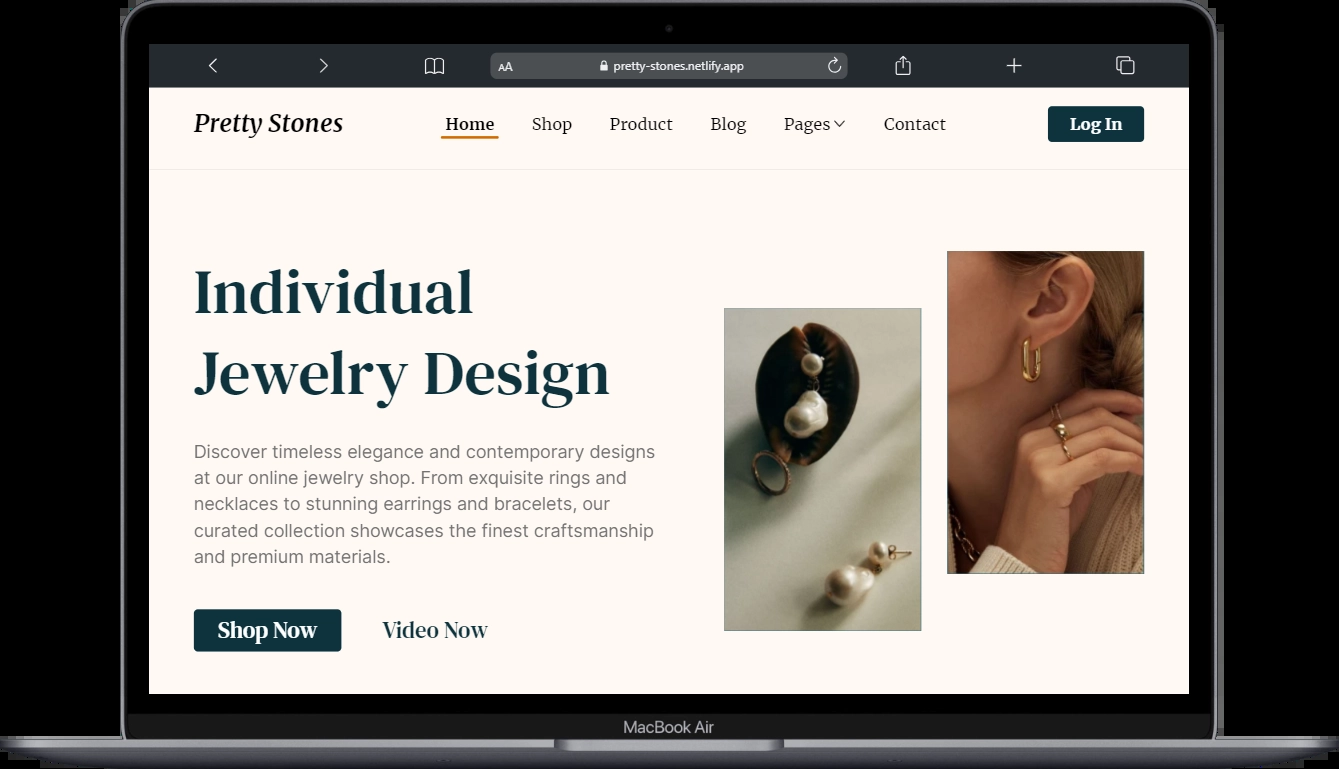 AA pretty-stones.netlify.app
Pretty Stones Home Shop Product Blog Pages Contact Log In
Individual
Jewelry Design
Discover timeless elegance and contemporary designs
at our online jewelry shop. From exquisite rings and
necklaces to stunning earrings and bracelets, our
curated collection showcases the finest craftsmanship
and premium materials.
Shop Now Video Now
MacBook Air